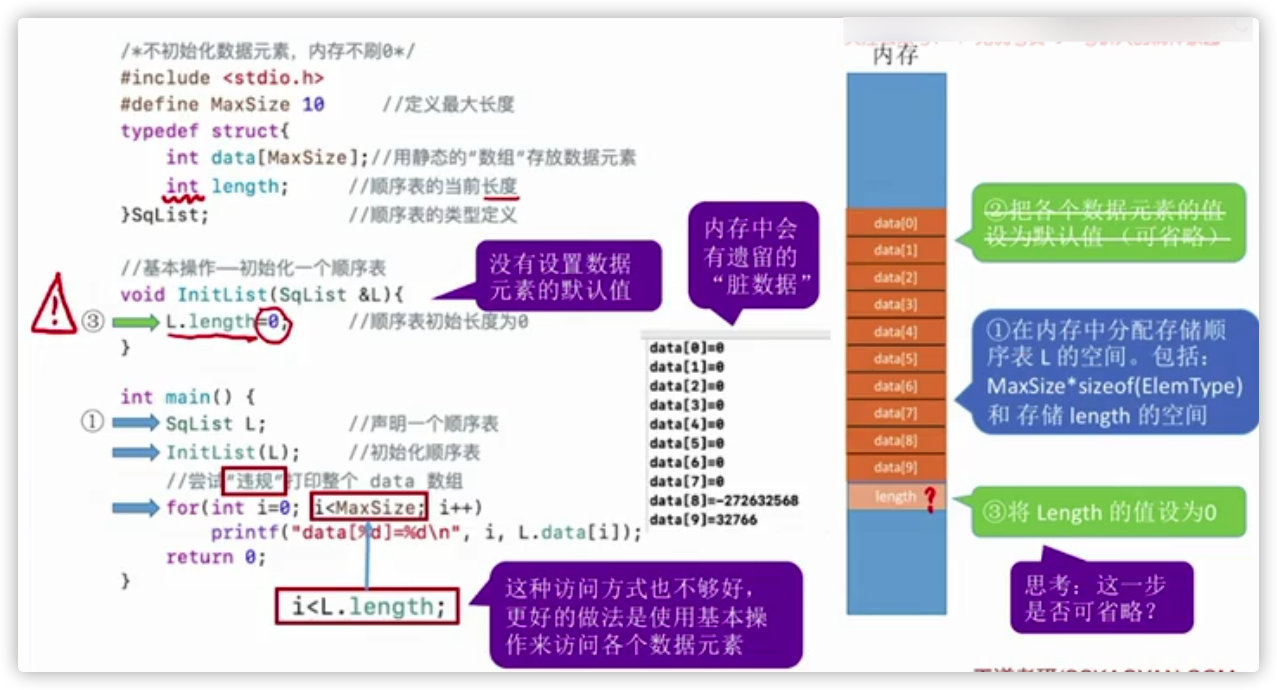 /*不初始化数据元素，内存不刷0*/
#include <stdio.h>
#define MaxSize 10 //定义最大长度
typedef struct{
int data[MaxSize];//用静态的"数组"存放数据元素
int length; //顺序表的当前长度
}SqList; //顺序表的类型定义
//基本操作——初始化一个顺序表
void InitList(SqList &L){
③ L.length=0; //顺序表初始长度为0
}
int main() {
① SqList L; //声明一个顺序表
InitList(L); //初始化顺序表
//尝试"违规"打印整个 data 数组
for(int i=0; i<MaxSize; i++)
printf("data[%d]=%d\n", i, L.data[i]);
return 0;
}
i<L.length;
没有设置数据
元素的默认值
内存中会
有遗留的
“脏数据”
data[0]=0
data[1]=0
data[2]=0
data[3]=0
data[4]=0
data[5]=0
data[6]=0
data[7]=0
data[8]=-272632568
data[9]=32766
这种访问方式也不够好，
更好的做法是使用基本操
作来访问各个数据元素
内存
data[0]
data[1]
data[2]
data[3]
data[4]
data[5]
data[6]
data[7]
data[8]
data[9]
length ?
②把各个数据元素的值
设为默认值（可省略）
①在内存中分配存储顺
序表 L 的空间。包括：
MaxSize*sizeof(ElemType)
和 存储 length 的空间
③将 Length 的值设为0
思考：这一步
是否可省略？